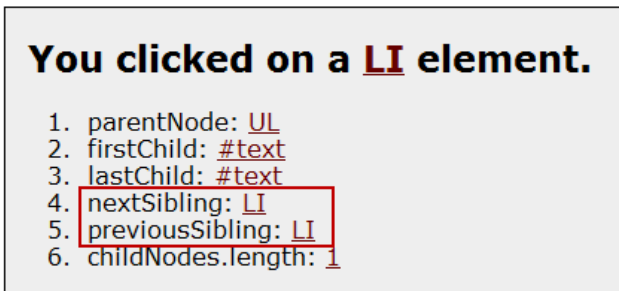 You clicked on a LI element.
1. parentNode: UL
2. firstChild: #text
3. lastChild: #text
4. nextSibling: LI
5. previousSibling: LI
6. childNodes.length: 1